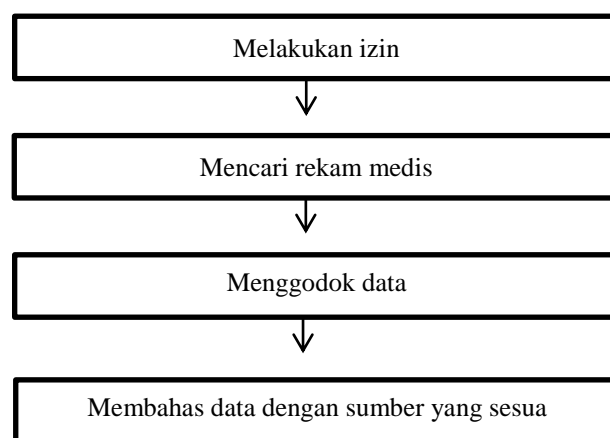 Melakukan izin
Mencari rekam medis
Menggodok data
Membahas data dengan sumber yang sesua